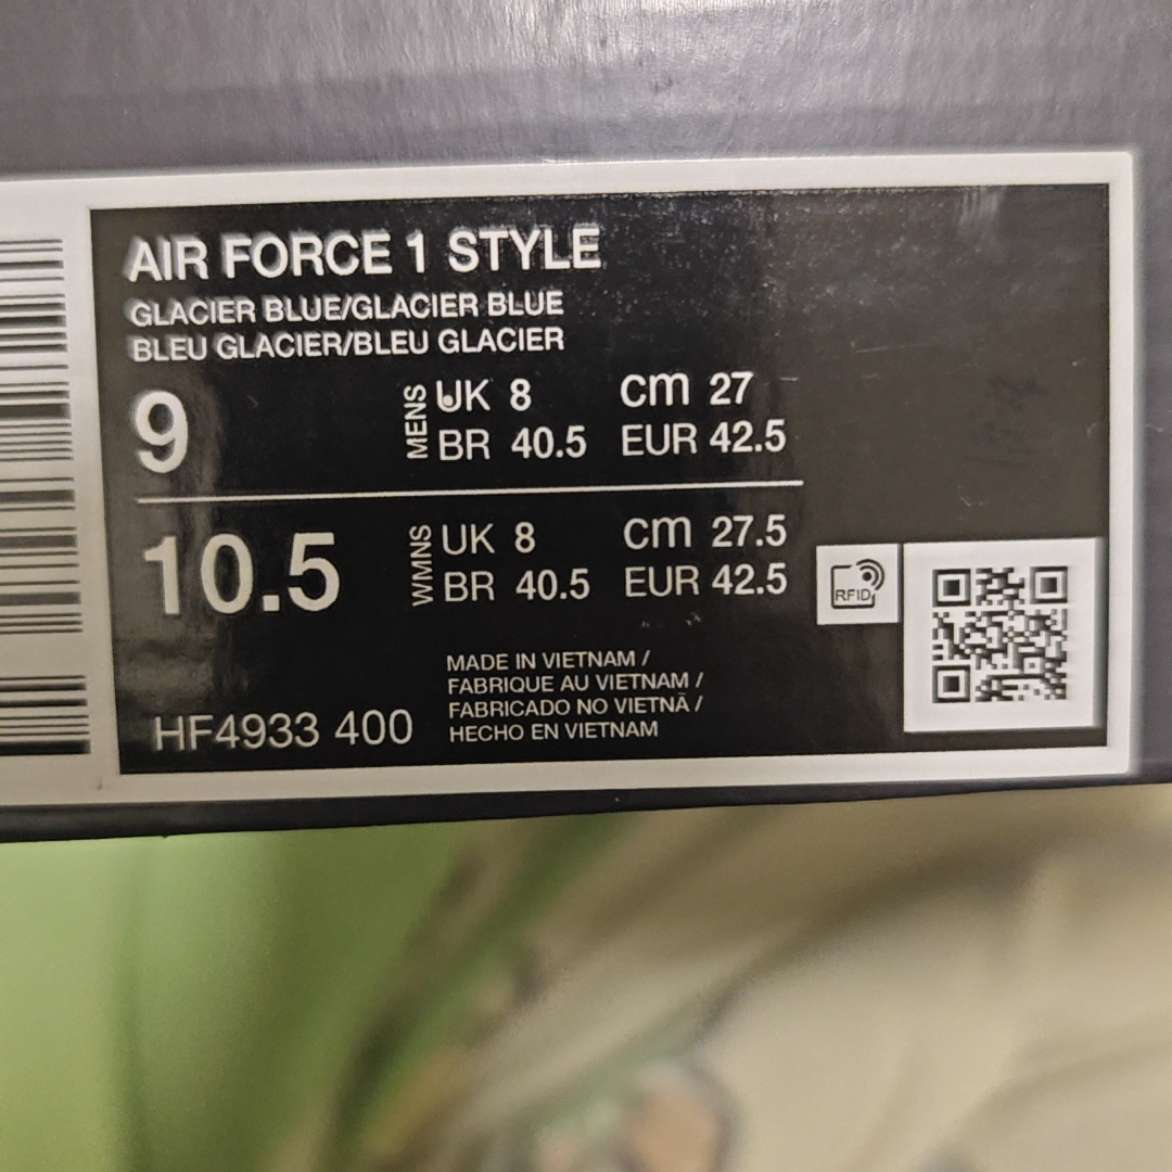 AIR FORCE 1 STYLE
GLACIER BLUE/GLACIER BLUE
BLEU GLACIER/BLEU GLACIER
9 MENS UK 8 CM 27
BR 40.5 EUR 42.5
10.5 WMNS UK 8 CM 27.5
BR 40.5 EUR 42.5
RFID
MADE IN VIETNAM /
FABRIQUE AU VIETNAM /
FABRICADO NO VIETNÃ /
HECHO EN VIETNAM
HF4933 400